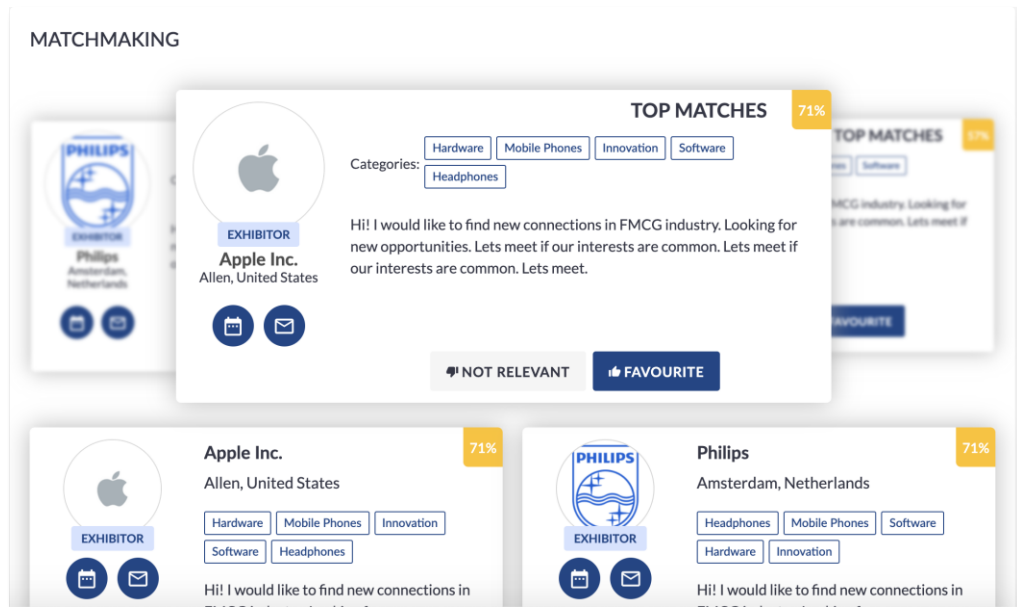 MATCHMAKING
PHILIPS
EXHIBITOR
Philips
Amsterdam,
Netherlands
TOP MATCHES
71%
Categories:
Hardware
Mobile Phones
Innovation
Software
Headphones
Hi! I would like to find new connections in FMCG industry. Looking for
new opportunities. Lets meet if our interests are common. Lets meet if
our interests are common. Lets meet.
EXHIBITOR
Apple Inc.
Allen, United States
NOT RELEVANT
FAVOURITE
TOP MATCHES
57%
Software
MCG industry. Looking for
are common. Lets meet if
AVOURITE
Apple Inc.
71%
Allen, United States
Hardware
Mobile Phones
Innovation
Software
Headphones
EXHIBITOR
Hi! I would like to find new connections in
Philips
71%
PHILIPS
Amsterdam, Netherlands
Headphones
Mobile Phones
Software
Hardware
Innovation
EXHIBITOR
Hi! I would like to find new connections in